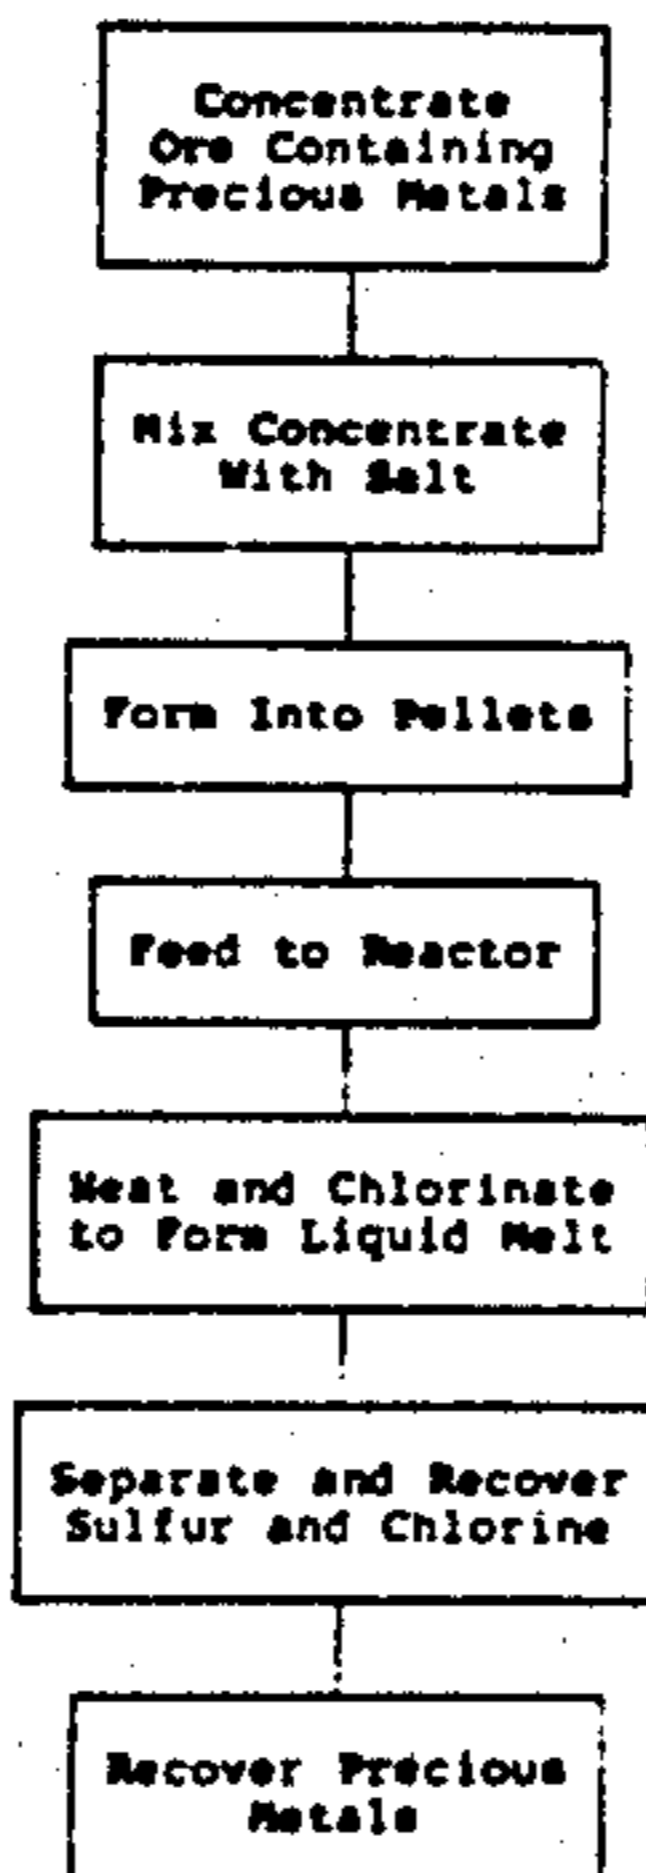 Concentrate
Ore Containing
Precious Metals
Mix Concentrate
With Salt
Form Into Pellets
Feed to Reactor
Heat and Chlorinate
to Form Liquid Melt
Separate and Recover
Sulfur and Chlorine
Recover Precious
Metals